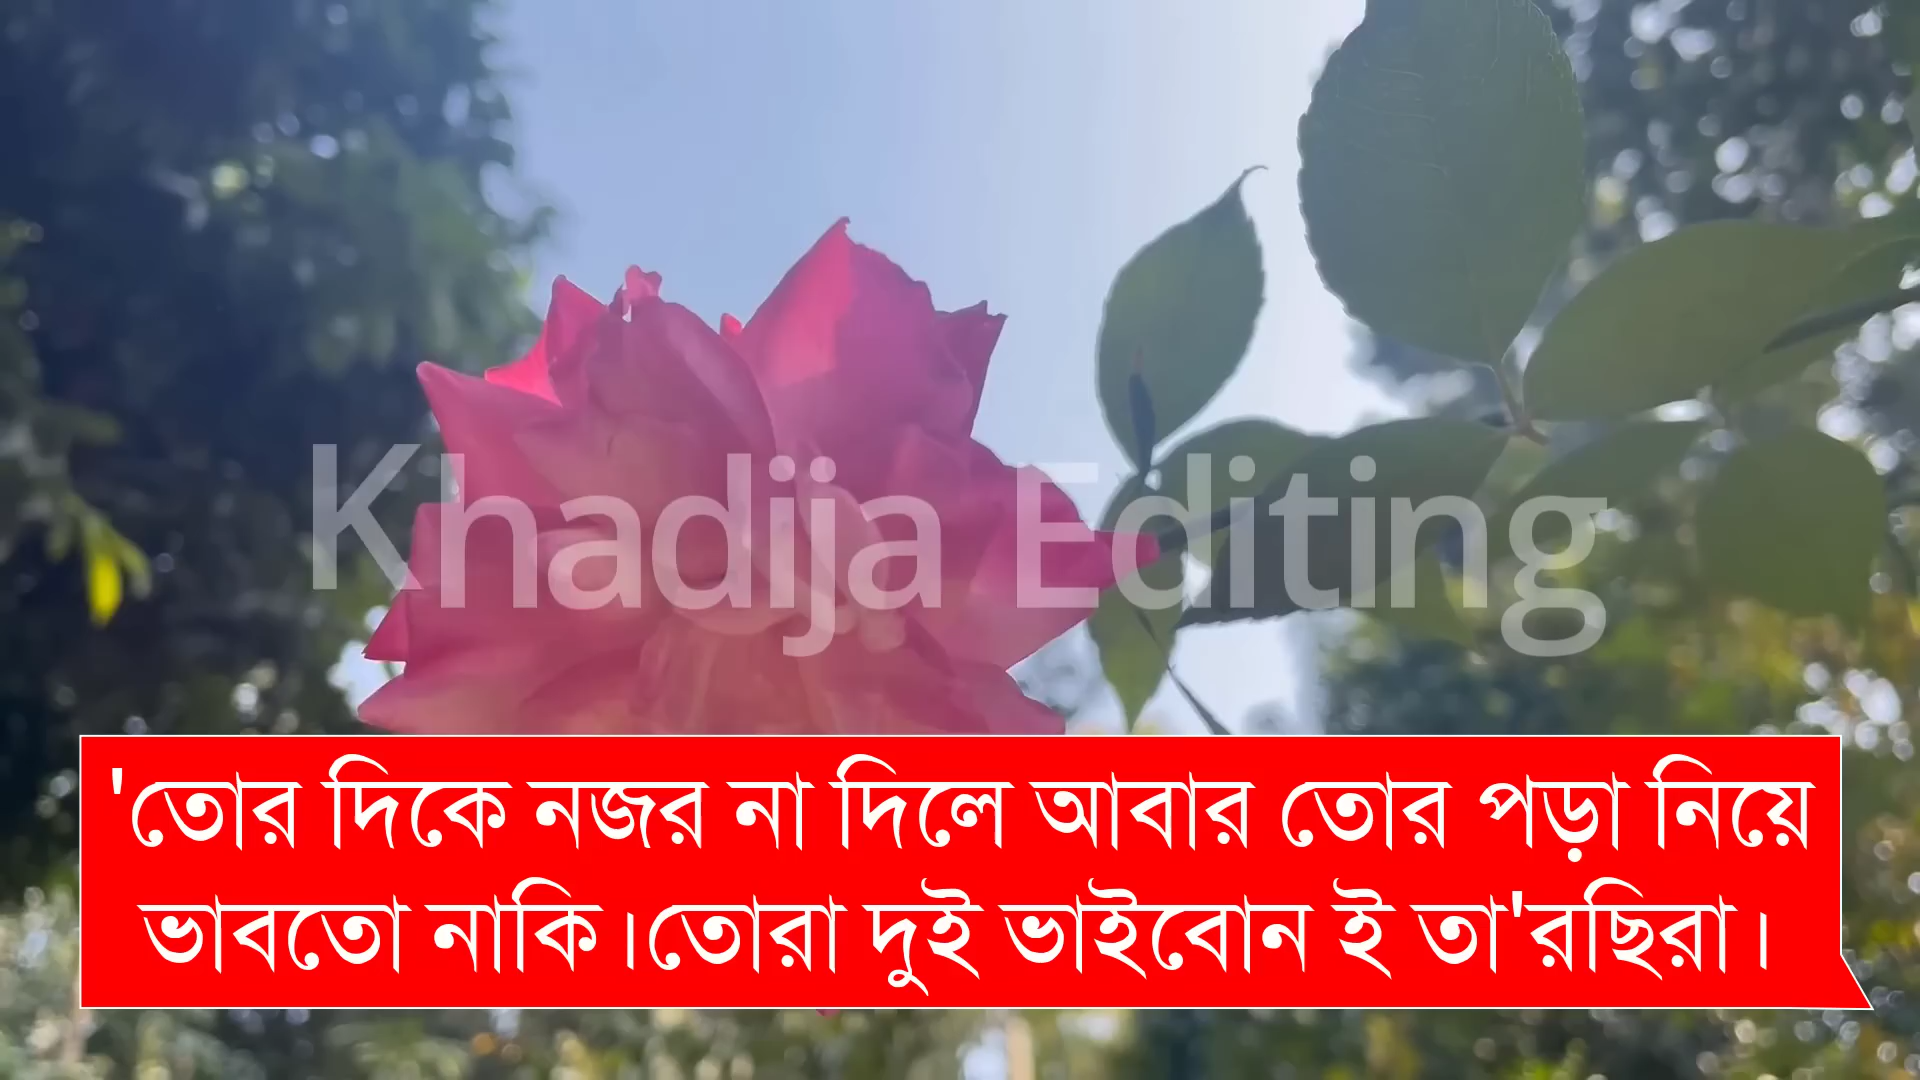 Khadija Editing
'তোর দিকে নজর না দিলে আবার তোর পড়া নিয়ে
ভাবতো নাকি।তোরা দুই ভাইবোন ই তা'রছিরা।